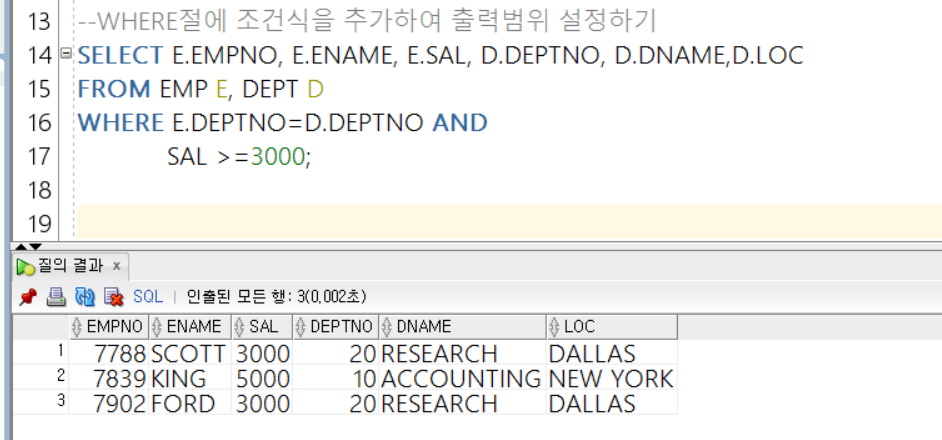 13 --WHERE절에 조건식을 추가하여 출력범위 설정하기
14 SELECT E.EMPNO, E.ENAME, E.SAL, D.DEPTNO, D.DNAME,D.LOC
15 FROM EMP E, DEPT D
16 WHERE E.DEPTNO=D.DEPTNO AND
17 SAL >=3000;
18
19
질의 결과 x
SQL | 인출된 모든 행: 3(0,002초)
EMPNO ENAME SAL DEPTNO DNAME LOC
1 7788 SCOTT 3000 20 RESEARCH DALLAS
2 7839 KING 5000 10 ACCOUNTING NEW YORK
3 7902 FORD 3000 20 RESEARCH DALLAS